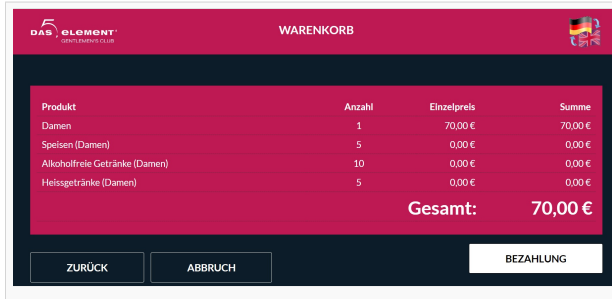 5
DAS element
GENTLEMEN'S CLUB
WARENKORB
Produkt Anzahl Einzelpreis Summe
Damen 1 70,00 € 70,00 €
Speisen (Damen) 5 0,00 € 0,00 €
Alkoholfreie Getränke (Damen) 10 0,00 € 0,00 €
Heissgetränke (Damen) 5 0,00 € 0,00 €
Gesamt: 70,00 €
ZURÜCK ABBRUCH BEZAHLUNG